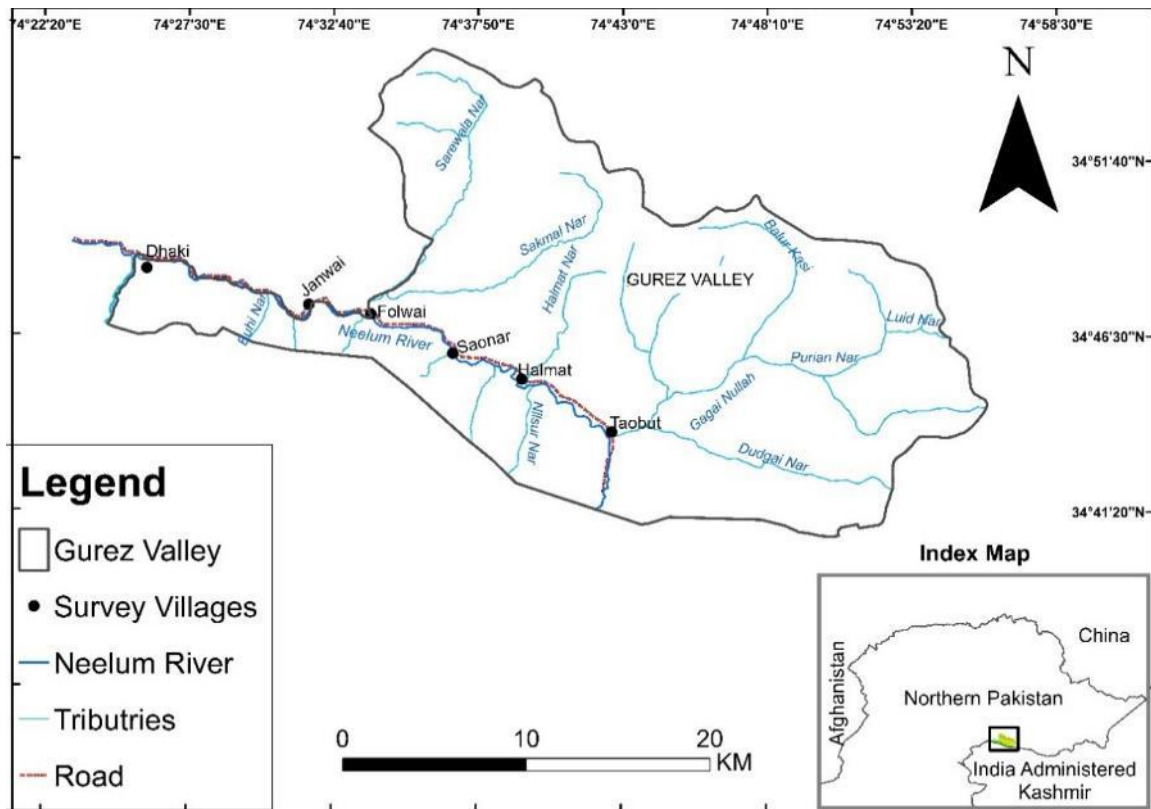 74°22'20"E 74°27'30"E 74°32'40"E 74°37'50"E 74°43'0"E 74°48'10"E 74°53'20"E 74°58'30"E
N
34°51'40"N
34°46'30"N
34°41'20"N
Sarewala Nar
Sakmal Nar
Halmat Nar
Balur Kasi
GUREZ VALLEY
Luid Nar
Purian Nar
Gagai Nullah
Dudgai Nar
Dhaki
Janwai
Folwai
Buhi Nar
Neelum River
Saonar
Halmat
Nilsur Nar
Taobut
Legend
Gurez Valley
Survey Villages
Neelum River
Tributries
Road
0 10 20
KM
Index Map
Afghanistan
China
Northern Pakistan
India Administered
Kashmir